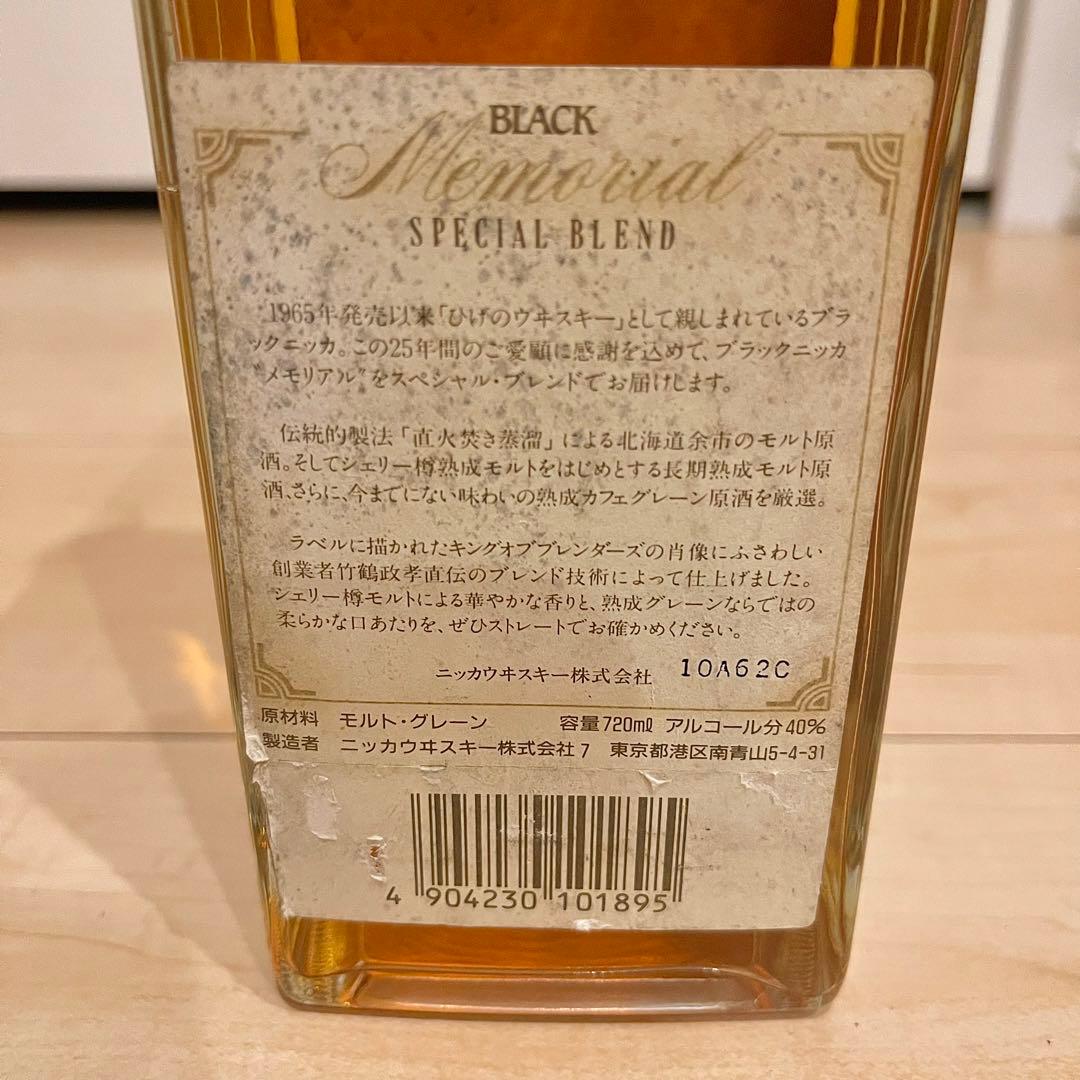 BLACK
Memorial
SPECIAL BLEND
1965年発売以来「ひげのウヰスキー」として親しまれているブラ
ックニッカ。この25年間のご愛顧に感謝を込めて、ブラックニッカ
〝メモリアル〟をスペシャル・ブレンドでお届けします。
伝統的製法「直火焚き蒸溜」による北海道余市のモルト原
酒。そしてシェリー樽熟成モルトをはじめとする長期熟成モルト原
酒、さらに、今までにない味わいの熟成カフェグレーン原酒を厳選。
ラベルに描かれたキングオブブレンダーズの肖像にふさわしい
創業者竹鶴政孝直伝のブレンド技術によって仕上げました。
シェリー樽モルトによる華やかな香りと、熟成グレーンならではの
柔らかな口あたりを、ぜひストレートでお確かめください。
ニッカウヰスキー株式会社 10A62C
原材料 モルト・グレーン 容量720㎖ アルコール分40%
製造者 ニッカウヰスキー株式会社 7 東京都港区南青山5-4-31
4 904230 101895